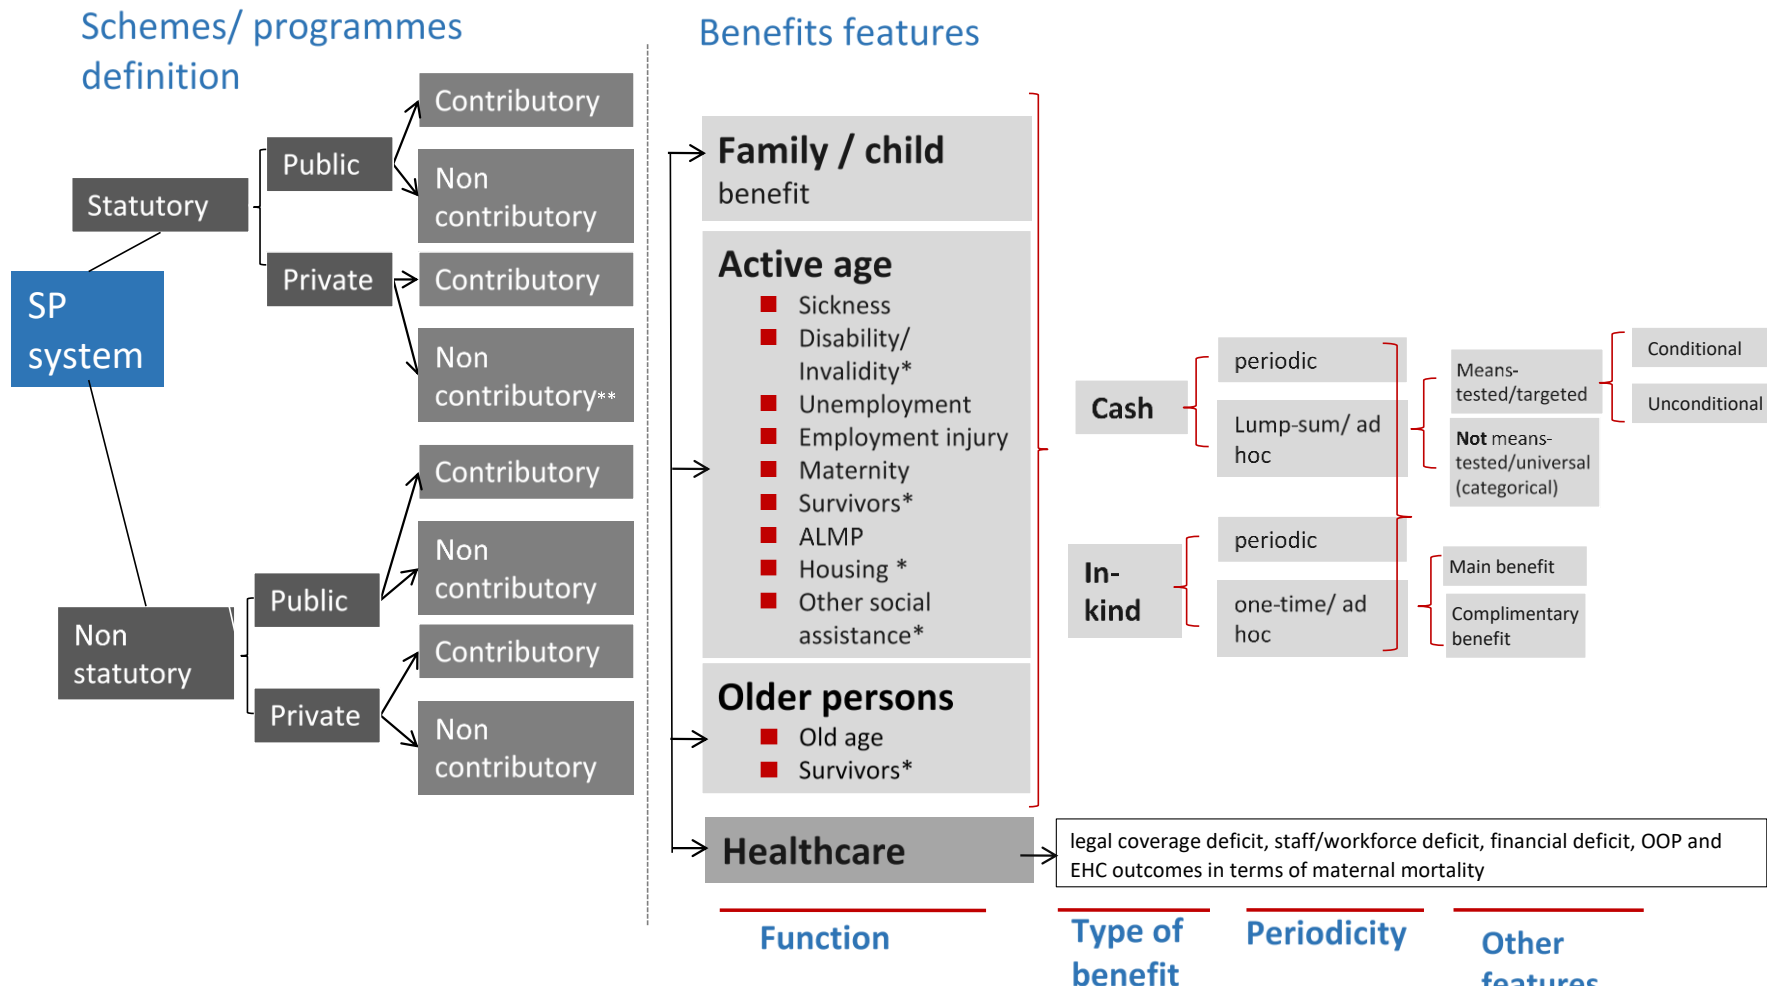 Schemes/ programmes
definition
Benefits features
SP
system
Statutory
Public
Contributory
Non
contributory
Private
Contributory
Non
contributory**
Non
statutory
Public
Contributory
Non
contributory
Private
Contributory
Non
contributory
Family / child
benefit
Active age
Sickness
Disability/
Invalidity*
Unemployment
Employment injury
Maternity
Survivors*
ALMP
Housing *
Other social
assistance*
Older persons
Old age
Survivors*
Healthcare
Cash
periodic
Lump-sum/ ad
hoc
In-
kind
periodic
one-time/ ad
hoc
Means-
tested/targeted
Not means-
tested/universal
(categorical)
Conditional
Unconditional
Main benefit
Complimentary
benefit
legal coverage deficit, staff/workforce deficit, financial deficit, OOP and
EHC outcomes in terms of maternal mortality
Function
Type of
benefit
Periodicity
Other
features